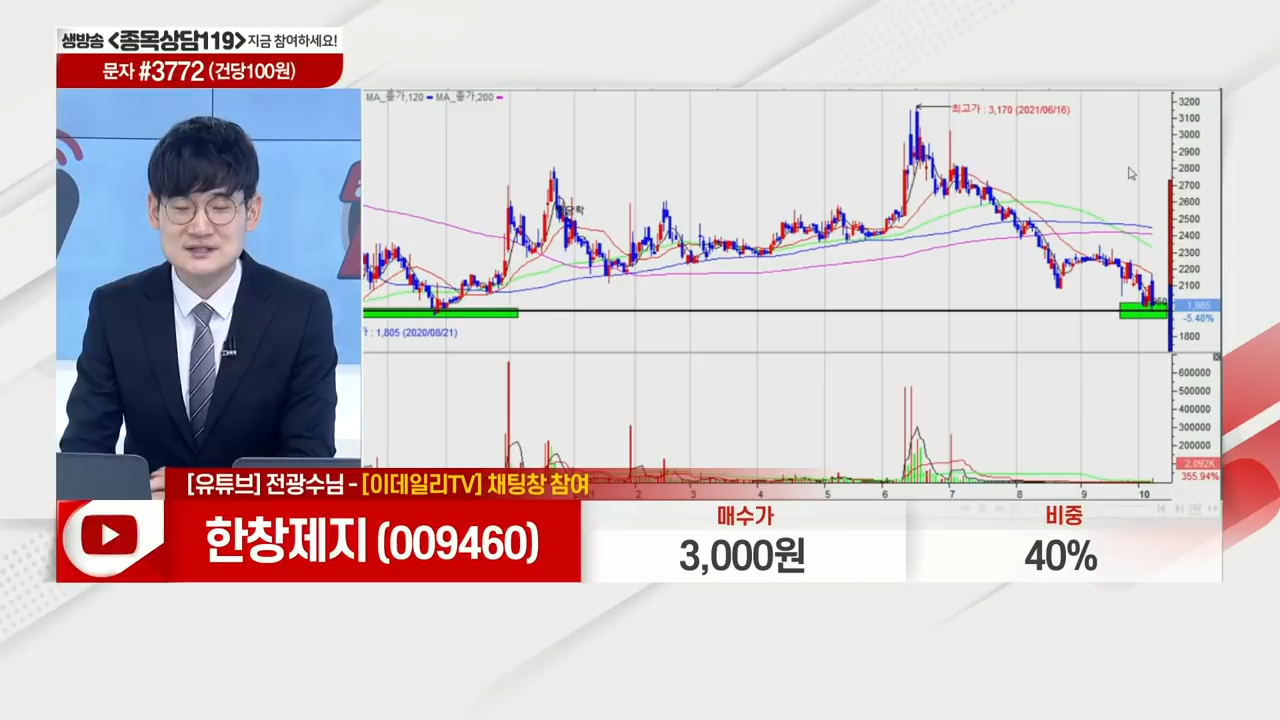 생방송 <종목상담119> 지금 참여하세요!
문자 #3772 (건당100원)
MA_종가,120 MA_종가,200
최고가 : 3,170 (2021/06/16)
3200
3100
3000
2900
2800
2700
2600
2500
2400
2300
2200
2100
1,985
-5.48%
1800
가 : 1,805 (2020/08/21)
600000
500000
400000
300000
200000
2,092K
355.94%
1 2 3 4 5 6 7 8 9 10
[유튜브] 전광수님 - [이데일리TV] 채팅창 참여
한창제지 (009460)
매수가
3,000원
비중
40%